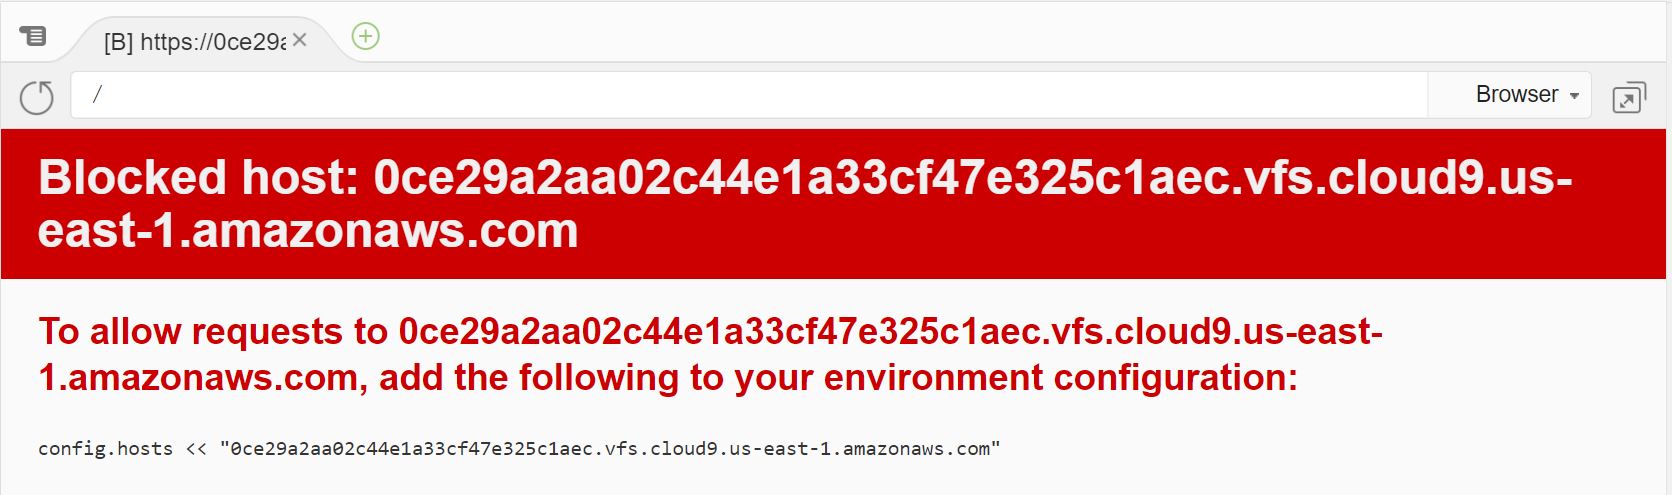 [B] https://0ce29a
/
Browser
Blocked host: 0ce29a2aa02c44e1a33cf47e325c1aec.vfs.cloud9.us-
east-1.amazonaws.com
To allow requests to 0ce29a2aa02c44e1a33cf47e325c1aec.vfs.cloud9.us-east-
1.amazonaws.com, add the following to your environment configuration:
config.hosts << "0ce29a2aa02c44e1a33cf47e325c1aec.vfs.cloud9.us-east-1.amazonaws.com"